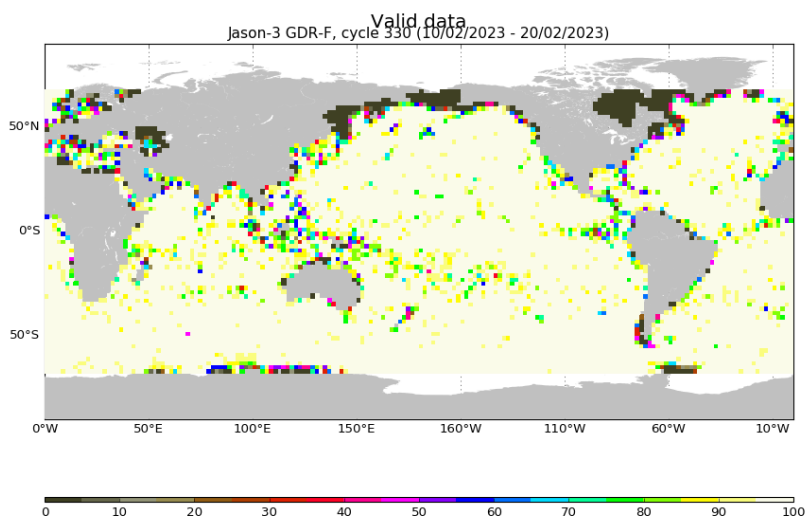 Valid data
Jason-3 GDR-F, cycle 330 (10/02/2023 - 20/02/2023)
50°N
0°S
50°S
0°W 50°E 100°E 150°E 160°W 110°W 60°W 10°W
0 10 20 30 40 50 60 70 80 90 100